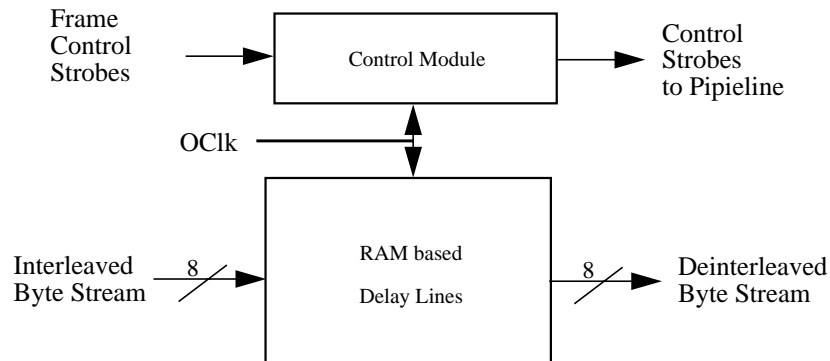 Frame
Control
Strobes
Control Module
Control
Strobes
to Pipieline
OClk
Interleaved
Byte Stream
8
RAM based
Delay Lines
8
Deinterleaved
Byte Stream